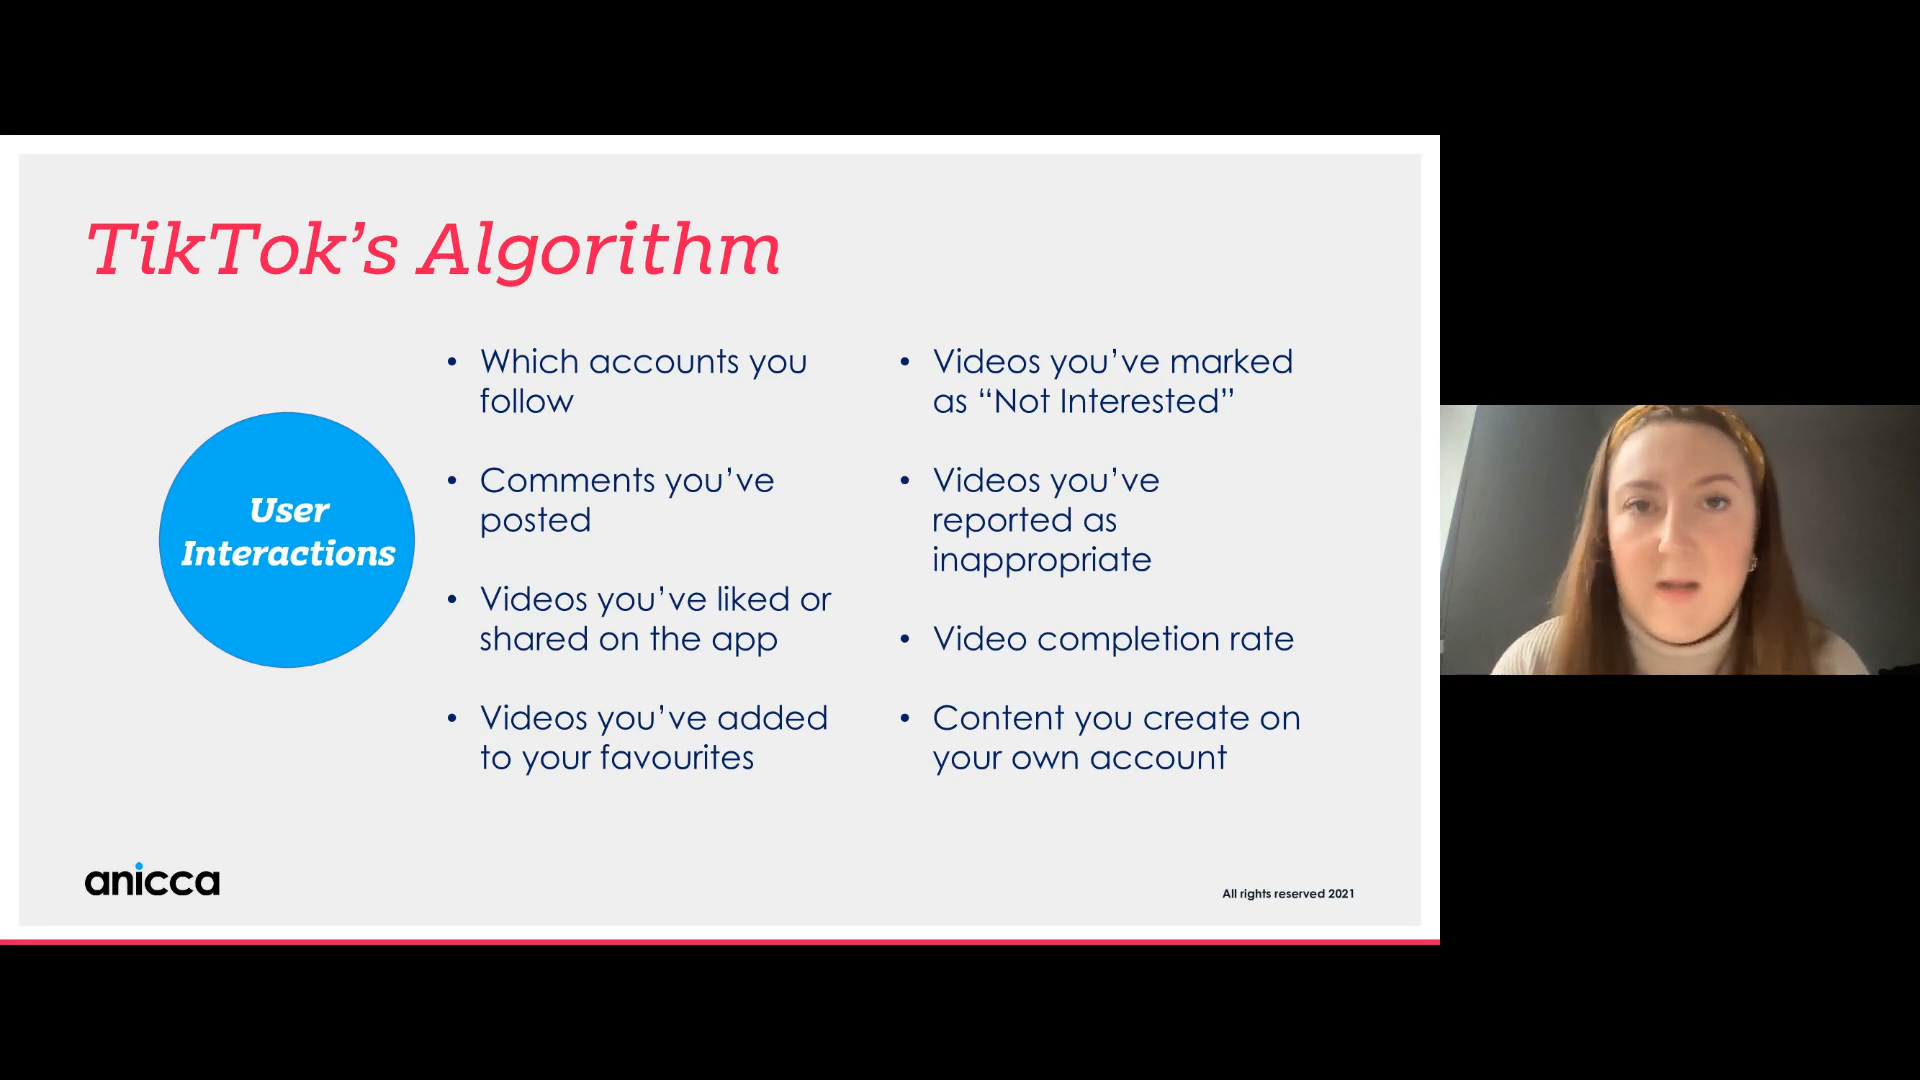 TikTok's Algorithm
User
Interactions
• Which accounts you
follow
• Comments you've
posted
• Videos you've liked or
shared on the app
• Videos you've added
to your favourites
• Videos you've marked
as “Not Interested”
• Videos you've
reported as
inappropriate
• Video completion rate
• Content you create on
your own account
anicca
All rights reserved 2021